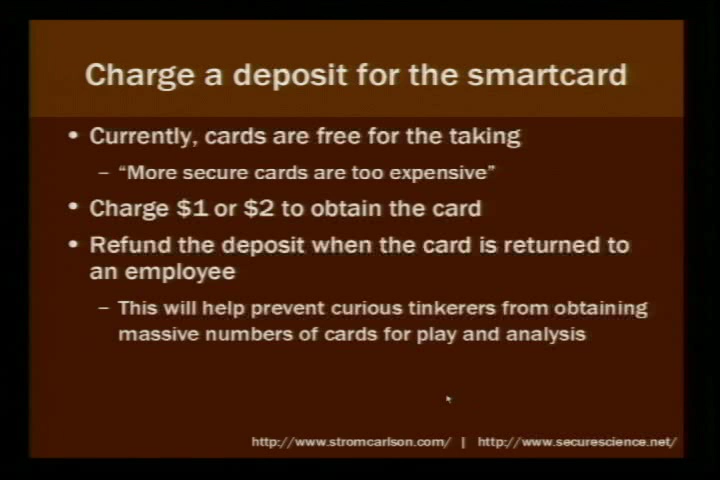 Charge a deposit for the smartcard
• Currently, cards are free for the taking
– “More secure cards are too expensive”
• Charge $1 or $2 to obtain the card
• Refund the deposit when the card is returned to
an employee
– This will help prevent curious tinkerers from obtaining
massive numbers of cards for play and analysis
http://www.stromcarlson.com/ | http://www.securescience.net/